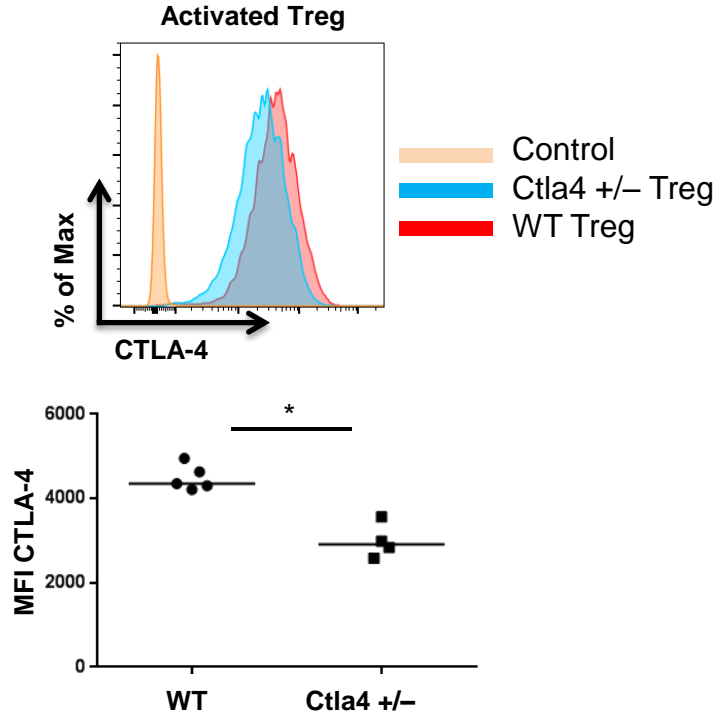 Activated Treg
% of Max
CTLA-4
Control
Ctla4 +/– Treg
WT Treg
MFI CTLA-4
6000
4000
2000
0
*
WT
Ctla4 +/–